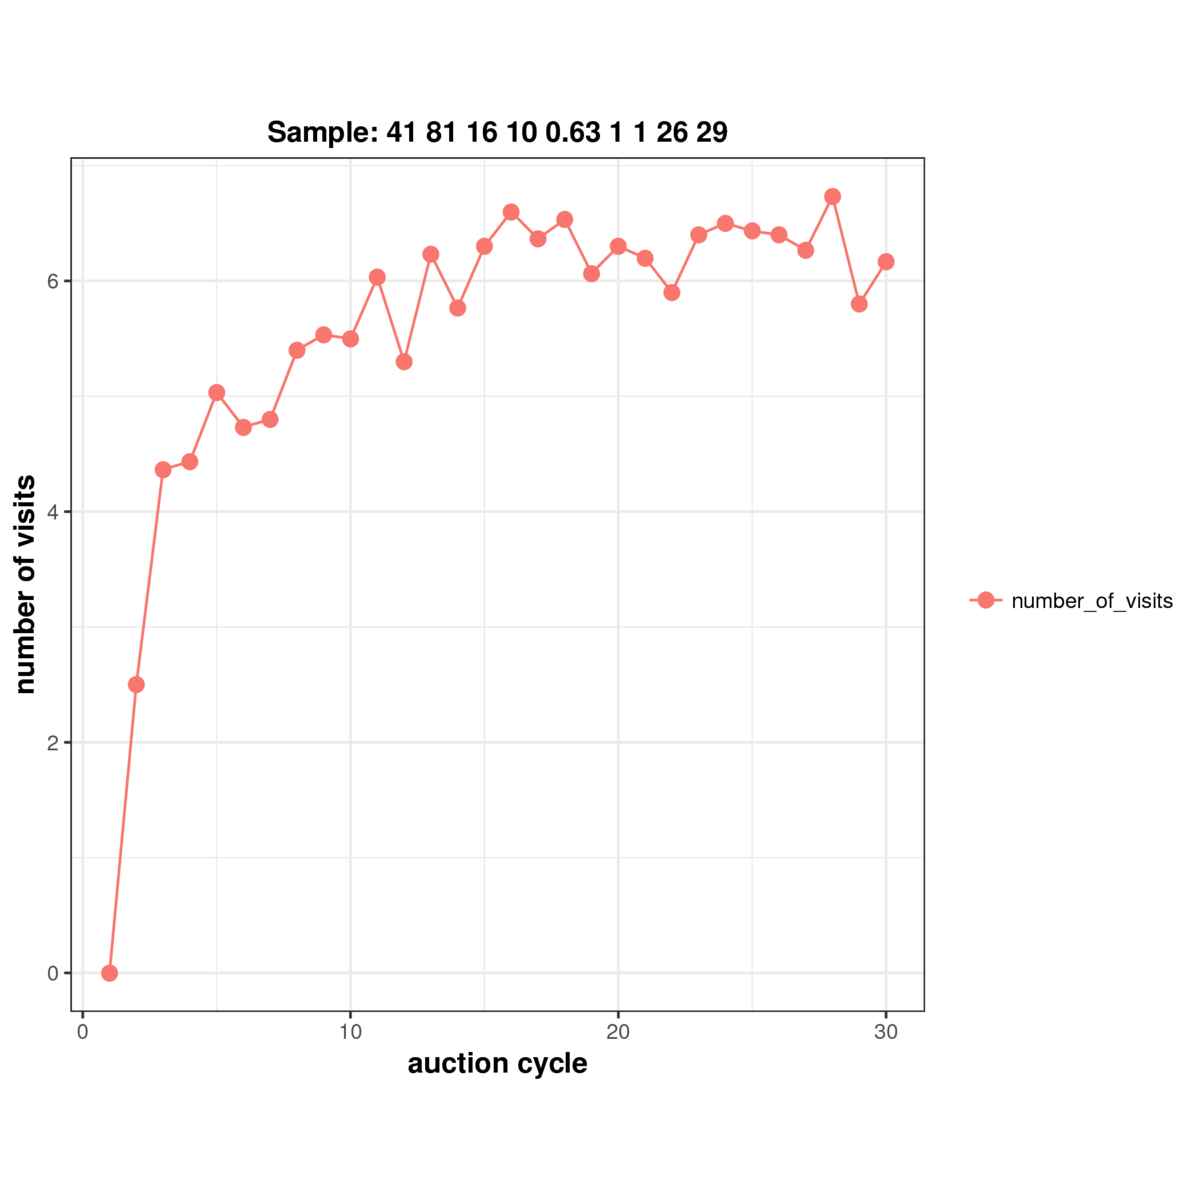 Sample: 41 81 16 10 0.63 1 1 26 29
number of visits
6
4
2
0
0 10 20 30
auction cycle
number_of_visits